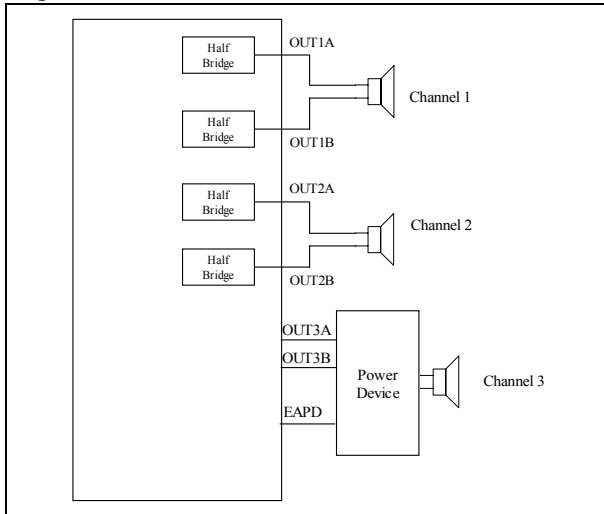 Half
Bridge
OUT1A
Channel 1
Half
Bridge
OUT1B
Half
Bridge
OUT2A
Channel 2
Half
Bridge
OUT2B
OUT3A
OUT3B
Power
Device
Channel 3
EAPD